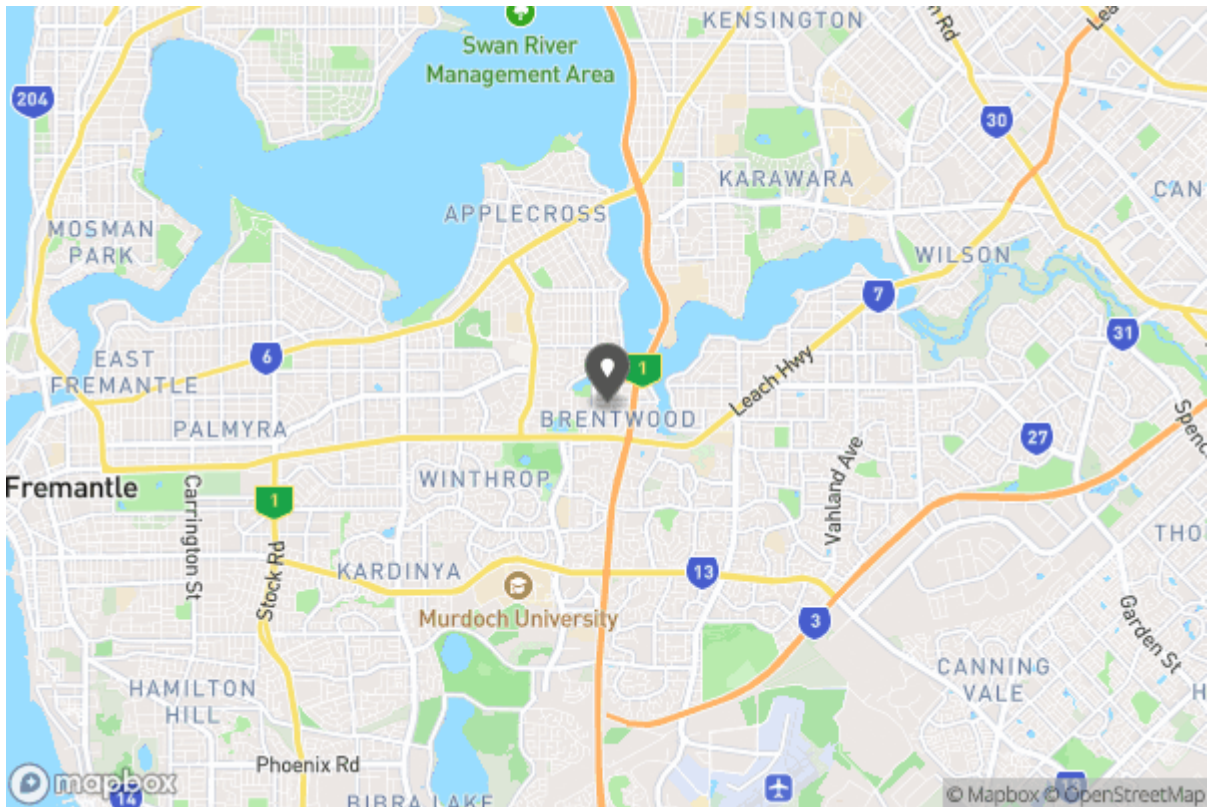 KENSINGTON
Swan River
Management Area
204
30
KARAWARA
CAN
APPLECROSS
MOSMAN
PARK
WILSON
7
31
EAST
FREMANTLE
6
1
Leach Hwy
BRENTWOOD
PALMYRA
27
WINTHROP
Fremantle
Carrington St
1
Vahland Ave
Stock Rd
KARDINYA
13
Murdoch University
3
Garden St
CANNING
VALE
HAMILTON
HILL
Phoenix Rd
mapbox
14
BIBRA LAKE
13
© Mapbox © OpenStreetMap